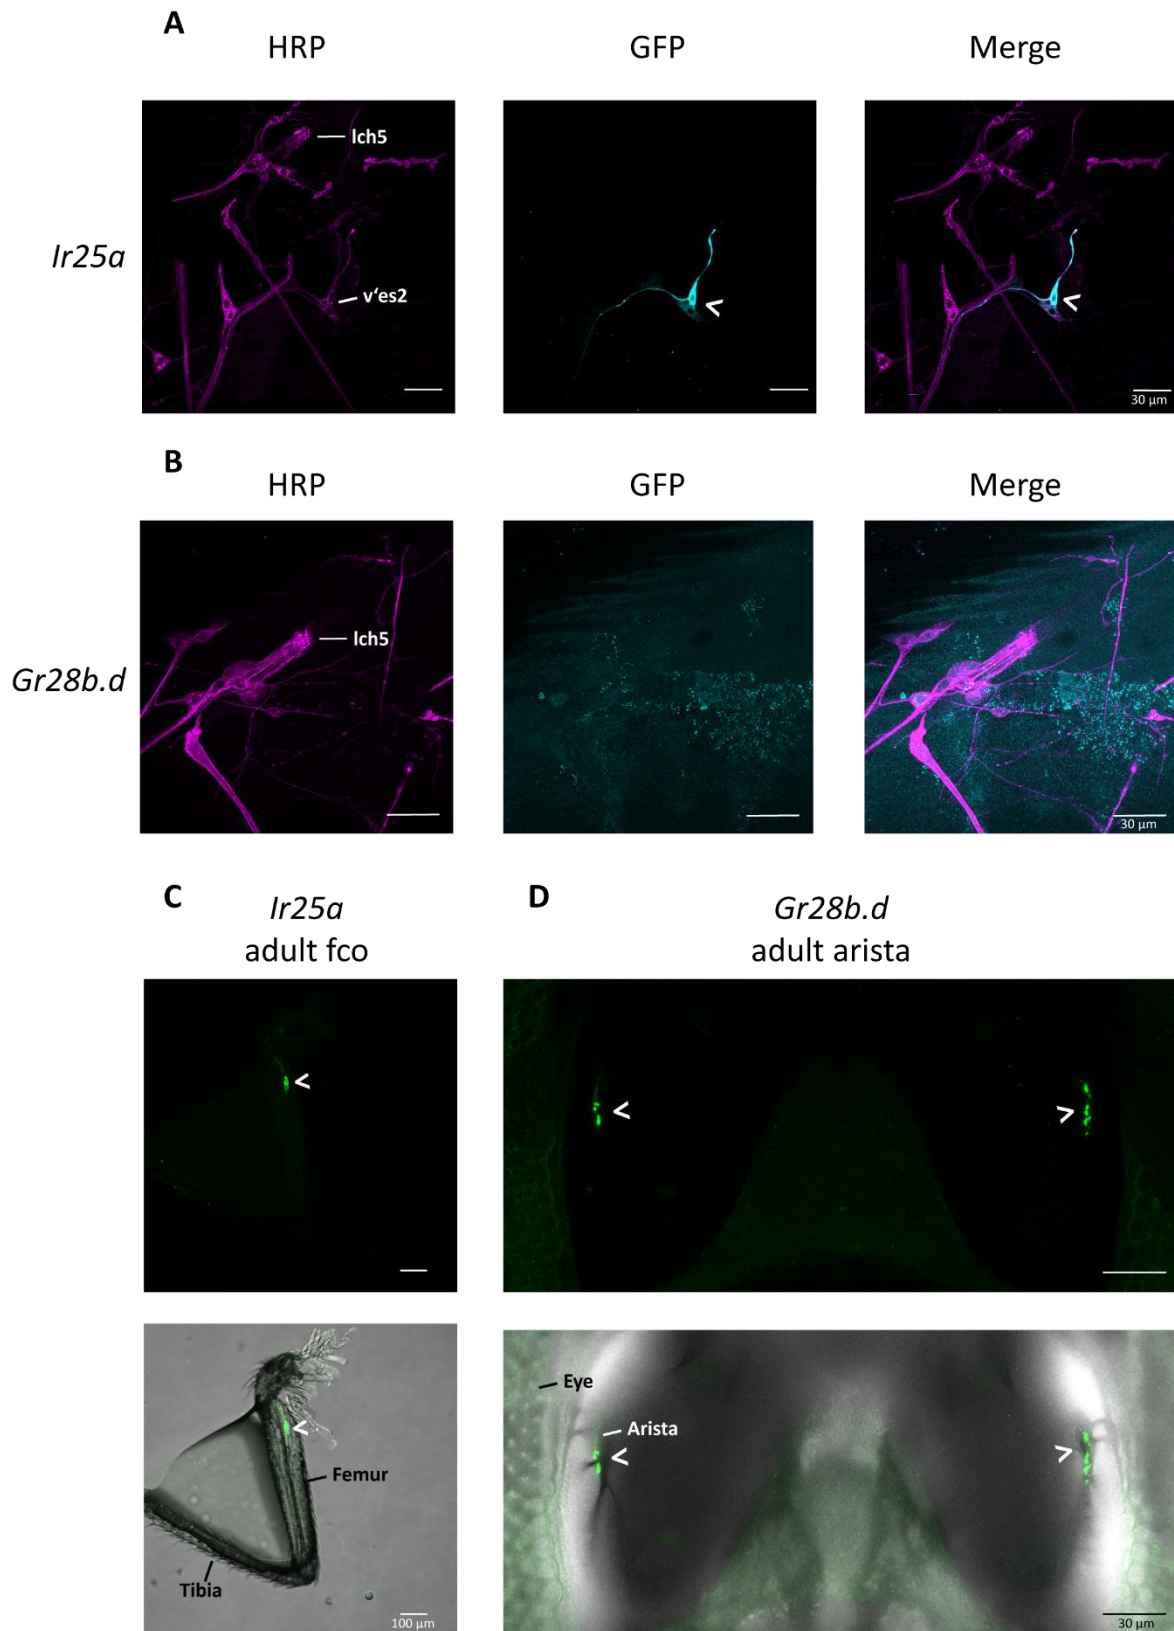 A
HRP GFP Merge
Ir25a
lch5
v'es2
<
<
30 µm
B
HRP GFP Merge
Gr28b.d
lch5
30 µm
C
Ir25a
adult fco
<
<
Femur
Tibia
100 µm
D
Gr28b.d
adult arista
< >
Eye
Arista
< >
30 µm